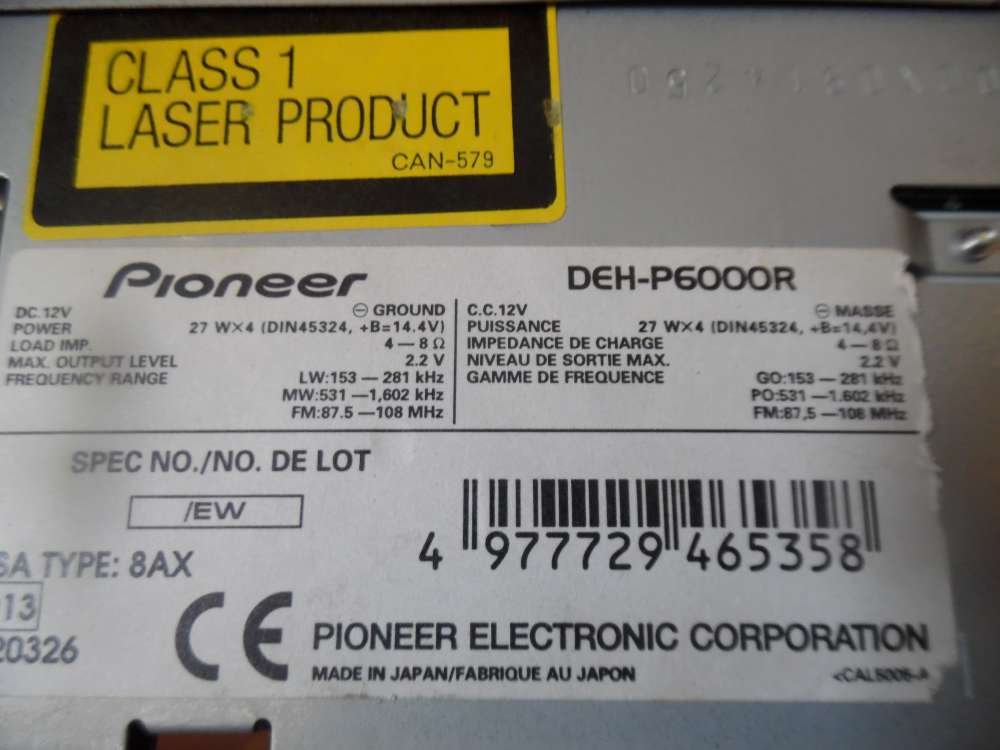 CLASS 1
LASER PRODUCT
CAN-579
Pioneer
DC.12V ⊖ GROUND
POWER 27 W×4 (DIN45324, +B=14.4V)
LOAD IMP. 4—8Ω
MAX. OUTPUT LEVEL 2.2 V
FREQUENCY RANGE LW:153—281 kHz
MW:531—1,602 kHz
FM:87.5—108 MHz
DEH-P6000R
C.C.12V ⊖ MASSE
PUISSANCE 27 W×4 (DIN45324, +B=14,4V)
IMPEDANCE DE CHARGE 4—8Ω
NIVEAU DE SORTIE MAX. 2.2 V
GAMME DE FREQUENCE GO:153—281 kHz
PO:531—1.602 kHz
FM:87,5—108 MHz
SPEC NO./NO. DE LOT
/EW
SA TYPE: 8AX
13
20326
4 977729 465358
CE
PIONEER ELECTRONIC CORPORATION
MADE IN JAPAN/FABRIQUE AU JAPON